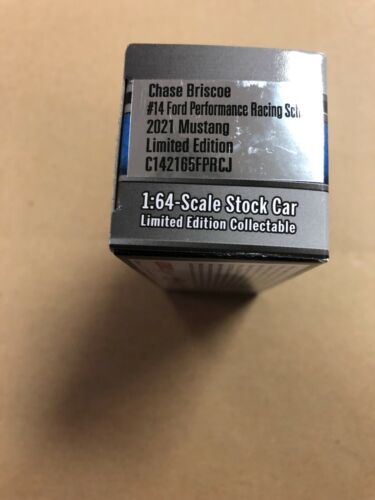 Chase Briscoe
#14 Ford Performance Racing Sch
2021 Mustang
Limited Edition
C142165FPRCJ
1:64-Scale Stock Car
Limited Edition Collectable